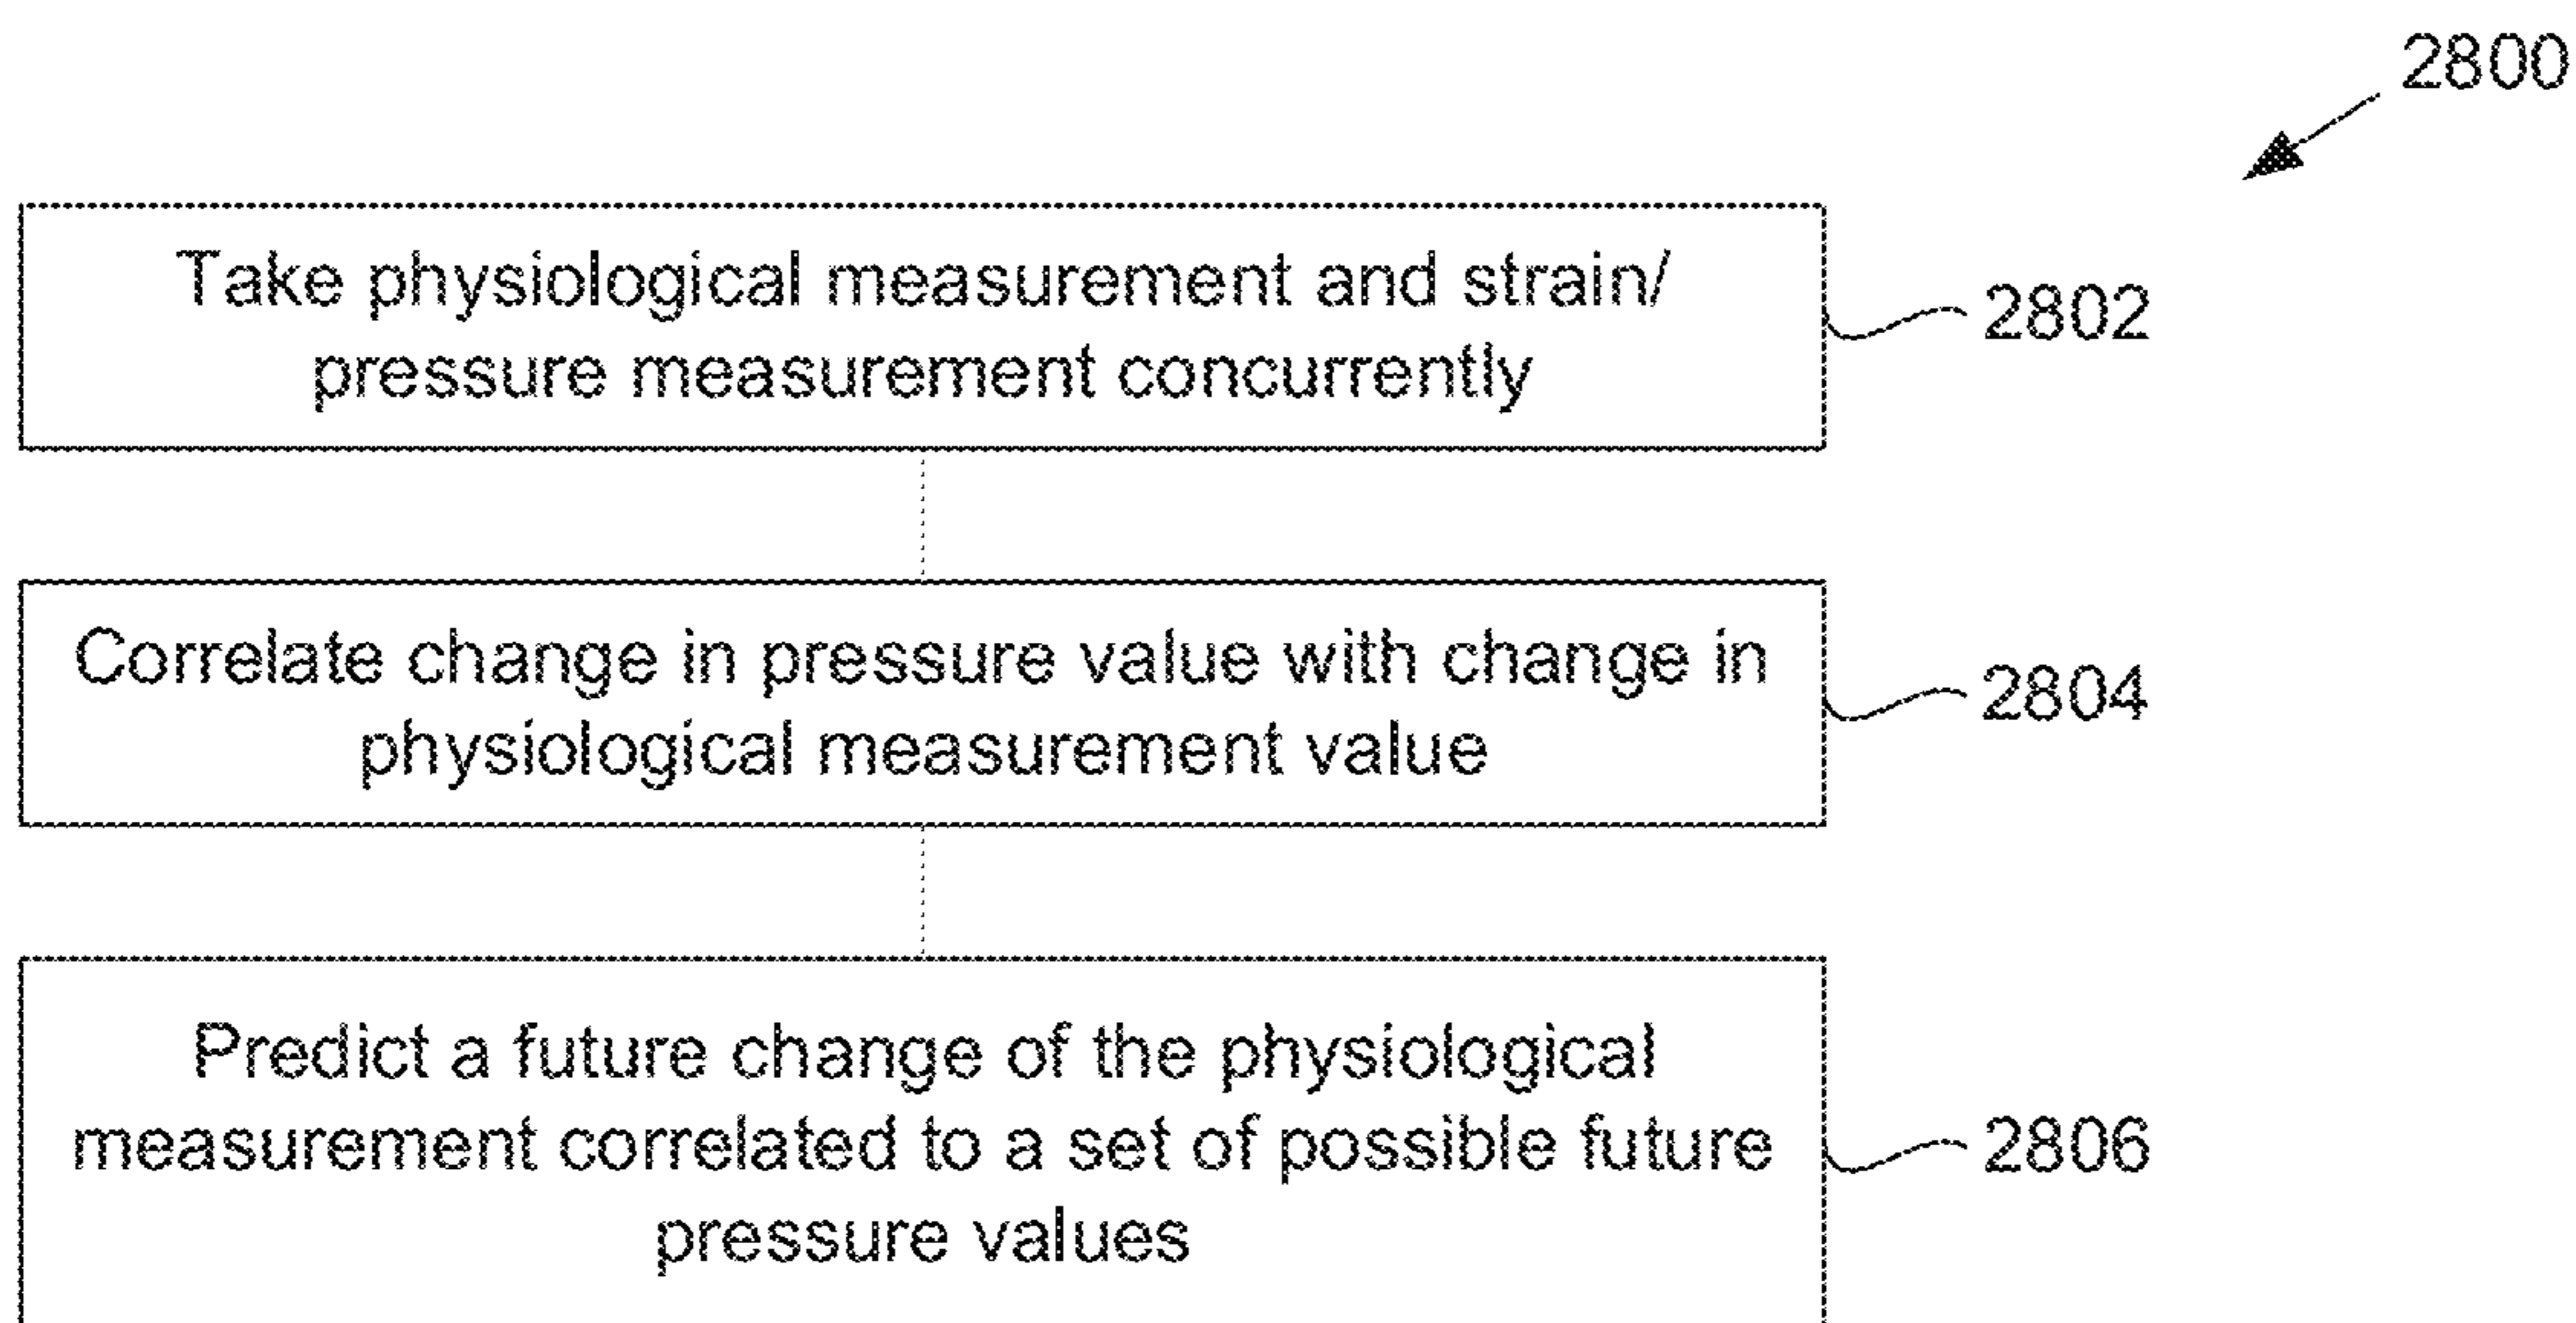 2800
Take physiological measurement and strain/
pressure measurement concurrently
2802
Correlate change in pressure value with change in
physiological measurement value
2804
Predict a future change of the physiological
measurement correlated to a set of possible future
pressure values
2806